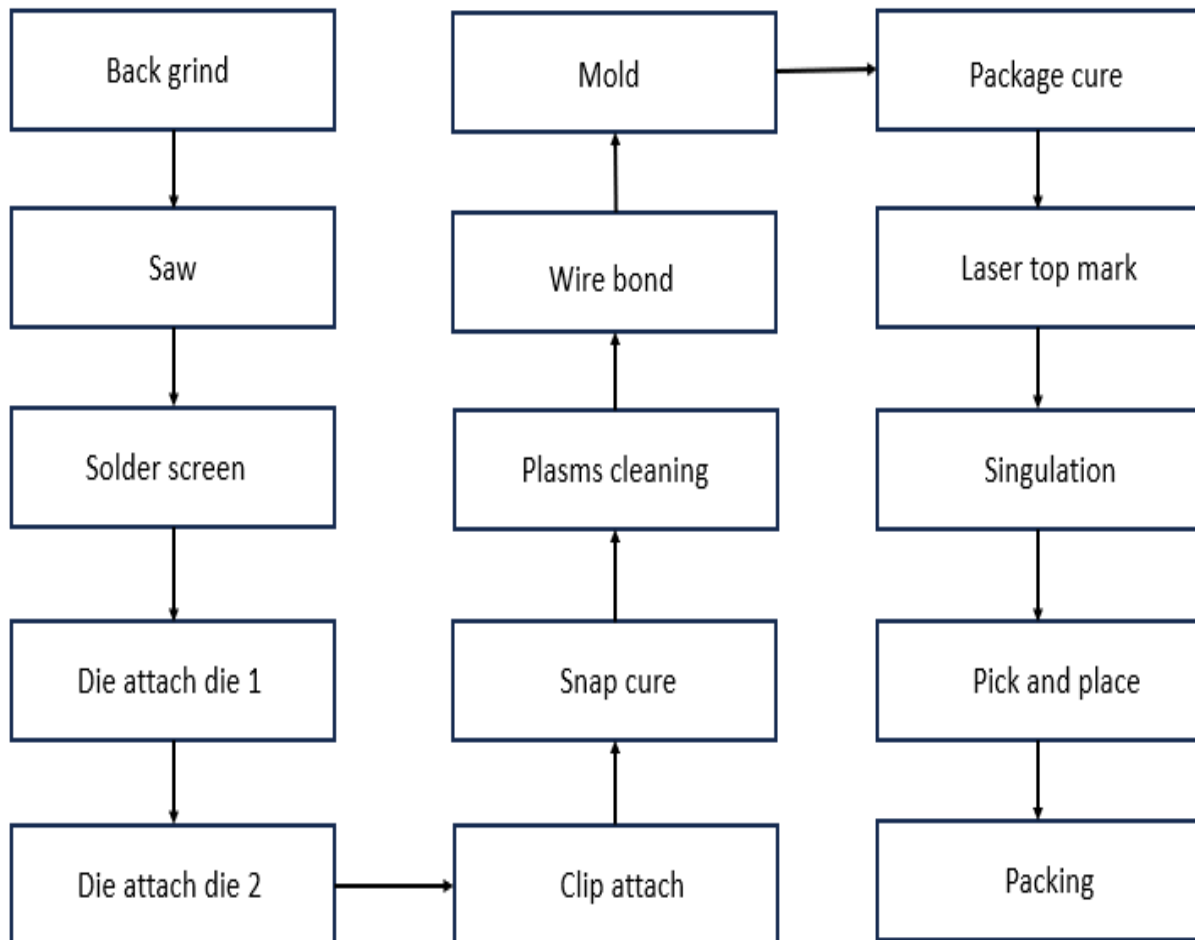 Back grind
Saw
Solder screen
Die attach die 1
Die attach die 2
Clip attach
Snap cure
Plasms cleaning
Wire bond
Mold
Package cure
Laser top mark
Singulation
Pick and place
Packing